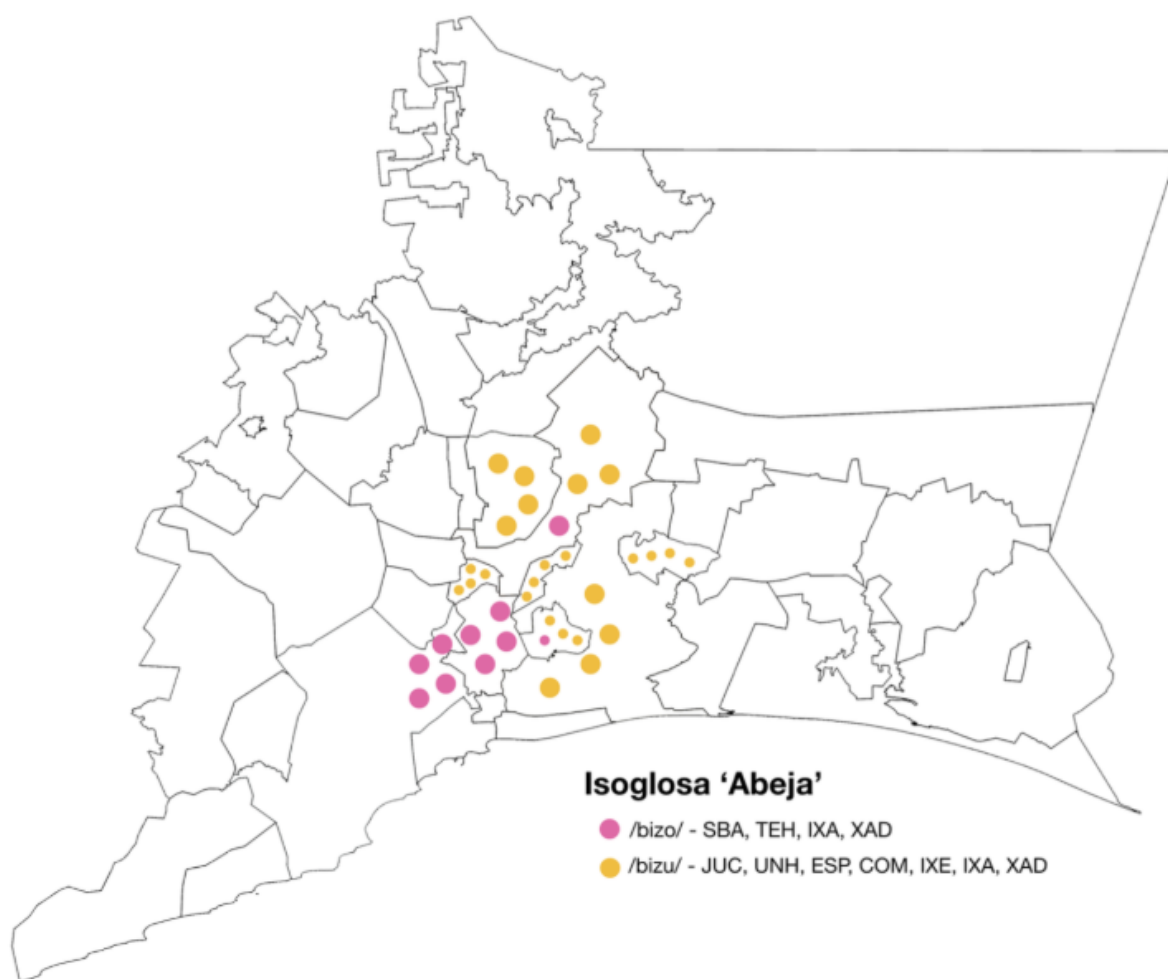 Isoglosa ‘Abeja’
/bizo/ - SBA, TEH, IXA, XAD
/bizu/ - JUC, UNH, ESP, COM, IXE, IXA, XAD